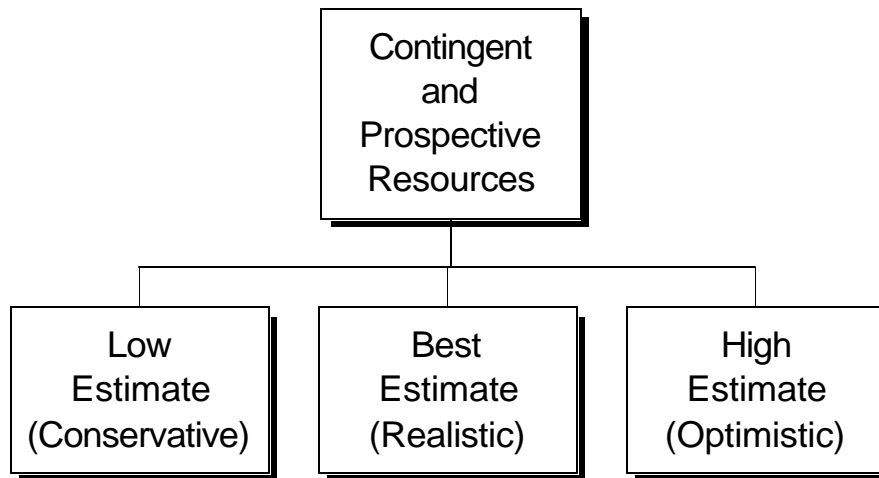 Contingent
and
Prospective
Resources
Low
Estimate
(Conservative)
Best
Estimate
(Realistic)
High
Estimate
(Optimistic)